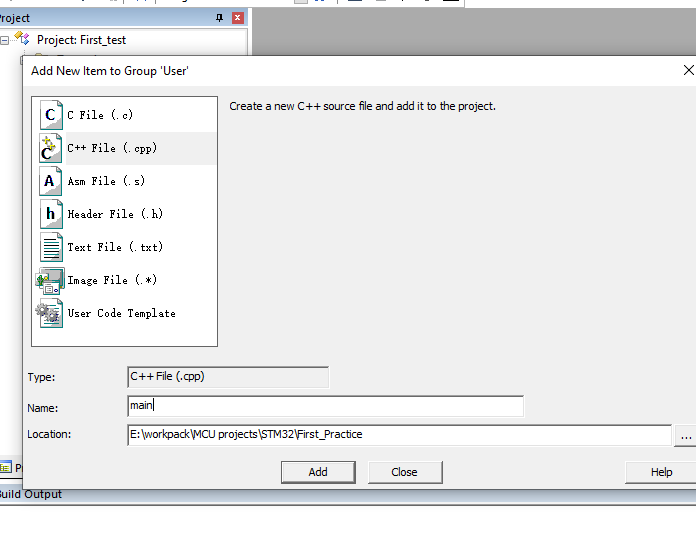 Project
Project: First_test
Add New Item to Group 'User'
C File (.c)
C++ File (.cpp)
Asm File (.s)
Header File (.h)
Text File (.txt)
Image File (.*)
User Code Template
Create a new C++ source file and add it to the project.
Type:
C++ File (.cpp)
Name:
main
Location:
E:\workpack\MCU projects\STM32\First_Practice
...
Add
Close
Help
Build Output